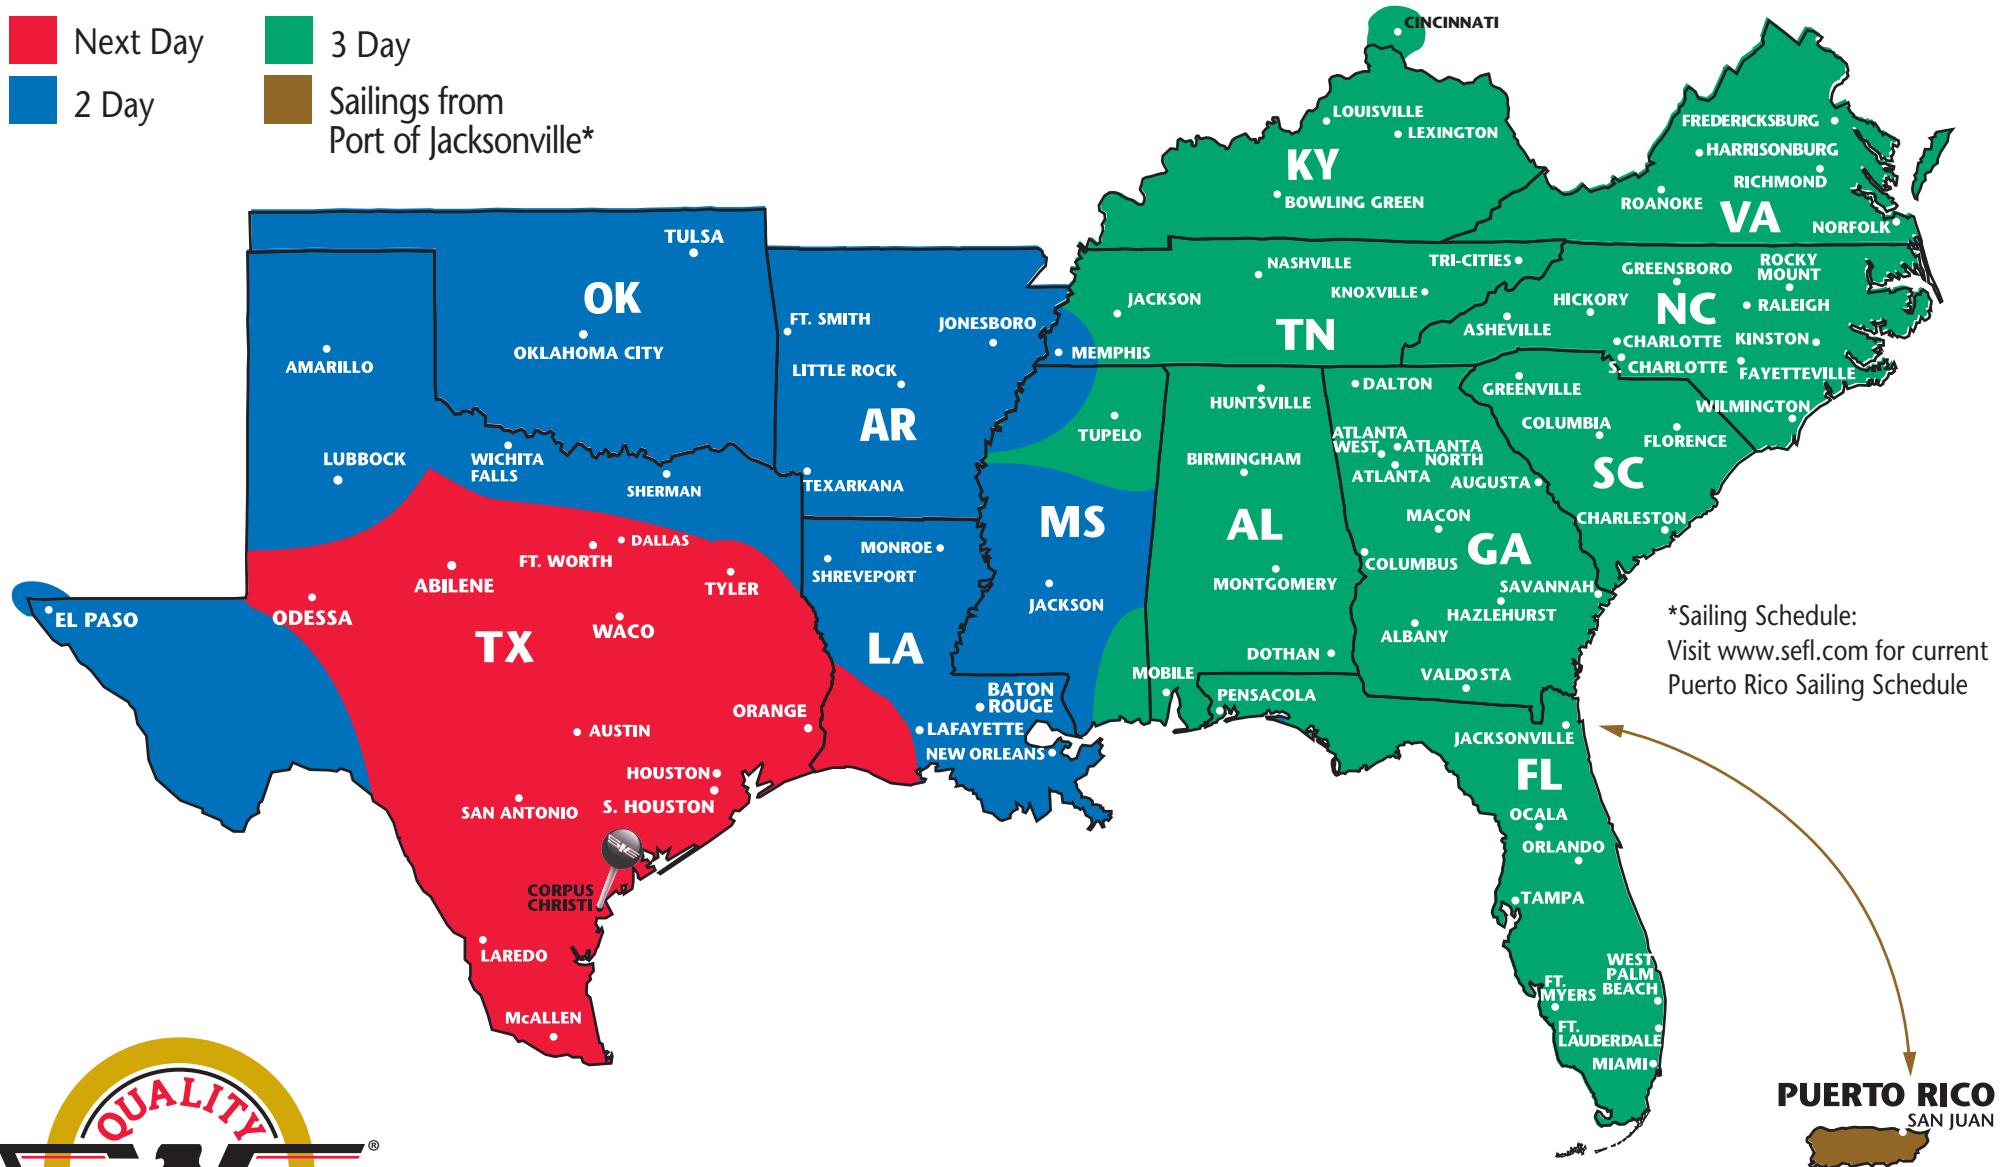 Next Day
3 Day
2 Day
Sailings from
Port of Jacksonville*
CINCINNATI
LOUISVILLE
LEXINGTON
KY
BOWLING GREEN
FREDERICKSBURG
HARRISONBURG
RICHMOND
ROANOKE
VA
NORFOLK
TULSA
OK
OKLAHOMA CITY
AMARILLO
LUBBOCK
WICHITA
FALLS
SHERMAN
FT. SMITH
JONESBORO
LITTLE ROCK
AR
TEXARKANA
NASHVILLE
TRI-CITIES
KNOXVILLE
JACKSON
TN
MEMPHIS
GREENSBORO
ROCKY
MOUNT
HICKORY
NC
RALEIGH
ASHEVILLE
CHARLOTTE
KINSTON
S. CHARLOTTE
FAYETTEVILLE
WILMINGTON
GREENVILLE
COLUMBIA
FLORENCE
SC
CHARLESTON
DALTON
ATLANTA
WEST
ATLANTA
NORTH
ATLANTA
AUGUSTA
MACON
GA
COLUMBUS
SAVANNAH
HAZLEHURST
ALBANY
VALDOSTA
HUNTSVILLE
BIRMINGHAM
AL
MONTGOMERY
DOTHAN
MOBILE
TUPELO
MS
JACKSON
MONROE
SHREVEPORT
LA
BATON
ROUGE
LAFAYETTE
NEW ORLEANS
EL PASO
ODESSA
ABILENE
FT. WORTH
DALLAS
TYLER
WACO
TX
AUSTIN
ORANGE
HOUSTON
S. HOUSTON
SAN ANTONIO
CORPUS
CHRISTI
LAREDO
McALLEN
PENSACOLA
JACKSONVILLE
FL
OCALA
ORLANDO
TAMPA
WEST
PALM
BEACH
FT.
MYERS
FT.
LAUDERDALE
MIAMI
*Sailing Schedule:
Visit www.sefl.com for current
Puerto Rico Sailing Schedule
PUERTO RICO
SAN JUAN
QUALITY
®